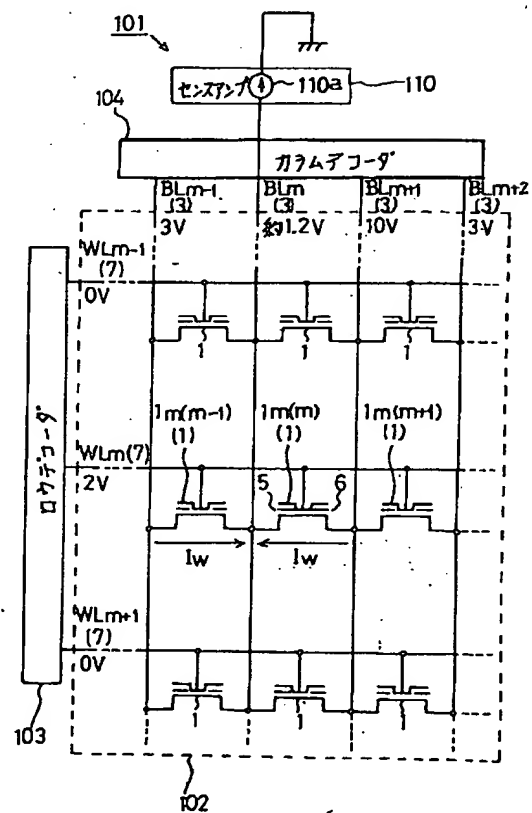 101
センスアンプ
110a
110
104
カラムデコーダ
BLm-1 BLm BLm+1 BLm+2
(3) (3) (3) (3)
3V 約1.2V 10V 3V
WLm-1
(7)
0V
1 1 1
ロウデコーダ
1m(m-1) 1m(m) 1m(m+1)
(1) (1) (1)
WLm(7)
2V
5 6
Iw Iw
WLm+1
(7)
0V
1 1 1
103
102